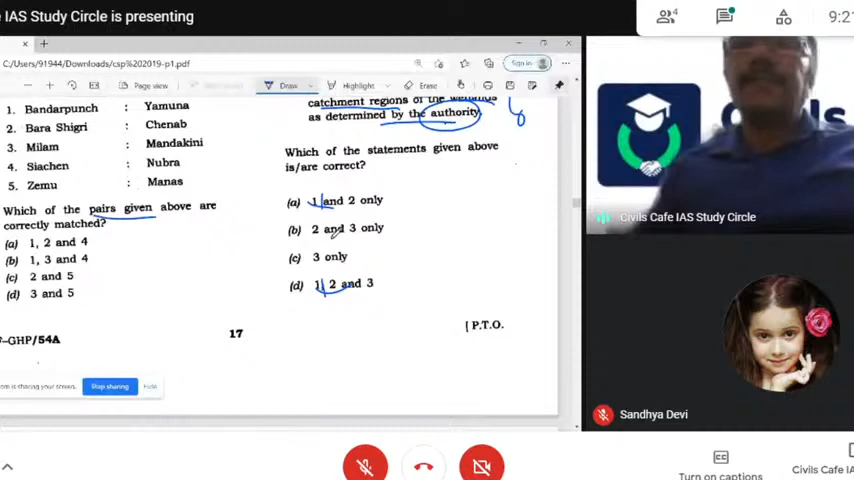 IAS Study Circle is presenting
4
9:21
C:/Users/91944/Downloads/csp%202019-p1.pdf
Sign in
Page view
Draw
Highlight
Erase
1. Bandarpunch : Yamuna
2. Bara Shigri : Chenab
3. Milam : Mandakini
4. Siachen : Nubra
5. Zemu : Manas
Which of the pairs given above are
correctly matched?
(a) 1, 2 and 4
(b) 1, 3 and 4
(c) 2 and 5
(d) 3 and 5
catchment regions of the wetlands
as determined by the authority.
Which of the statements given above
is/are correct?
(a) 1 and 2 only
(b) 2 and 3 only
(c) 3 only
(d) 1, 2 and 3
-GHP/54A
17
[ P.T.O.
is sharing your screen.
Stop sharing
Hide
Civils Cafe IAS Study Circle
Sandhya Devi
Turn on captions
Civils Cafe IA